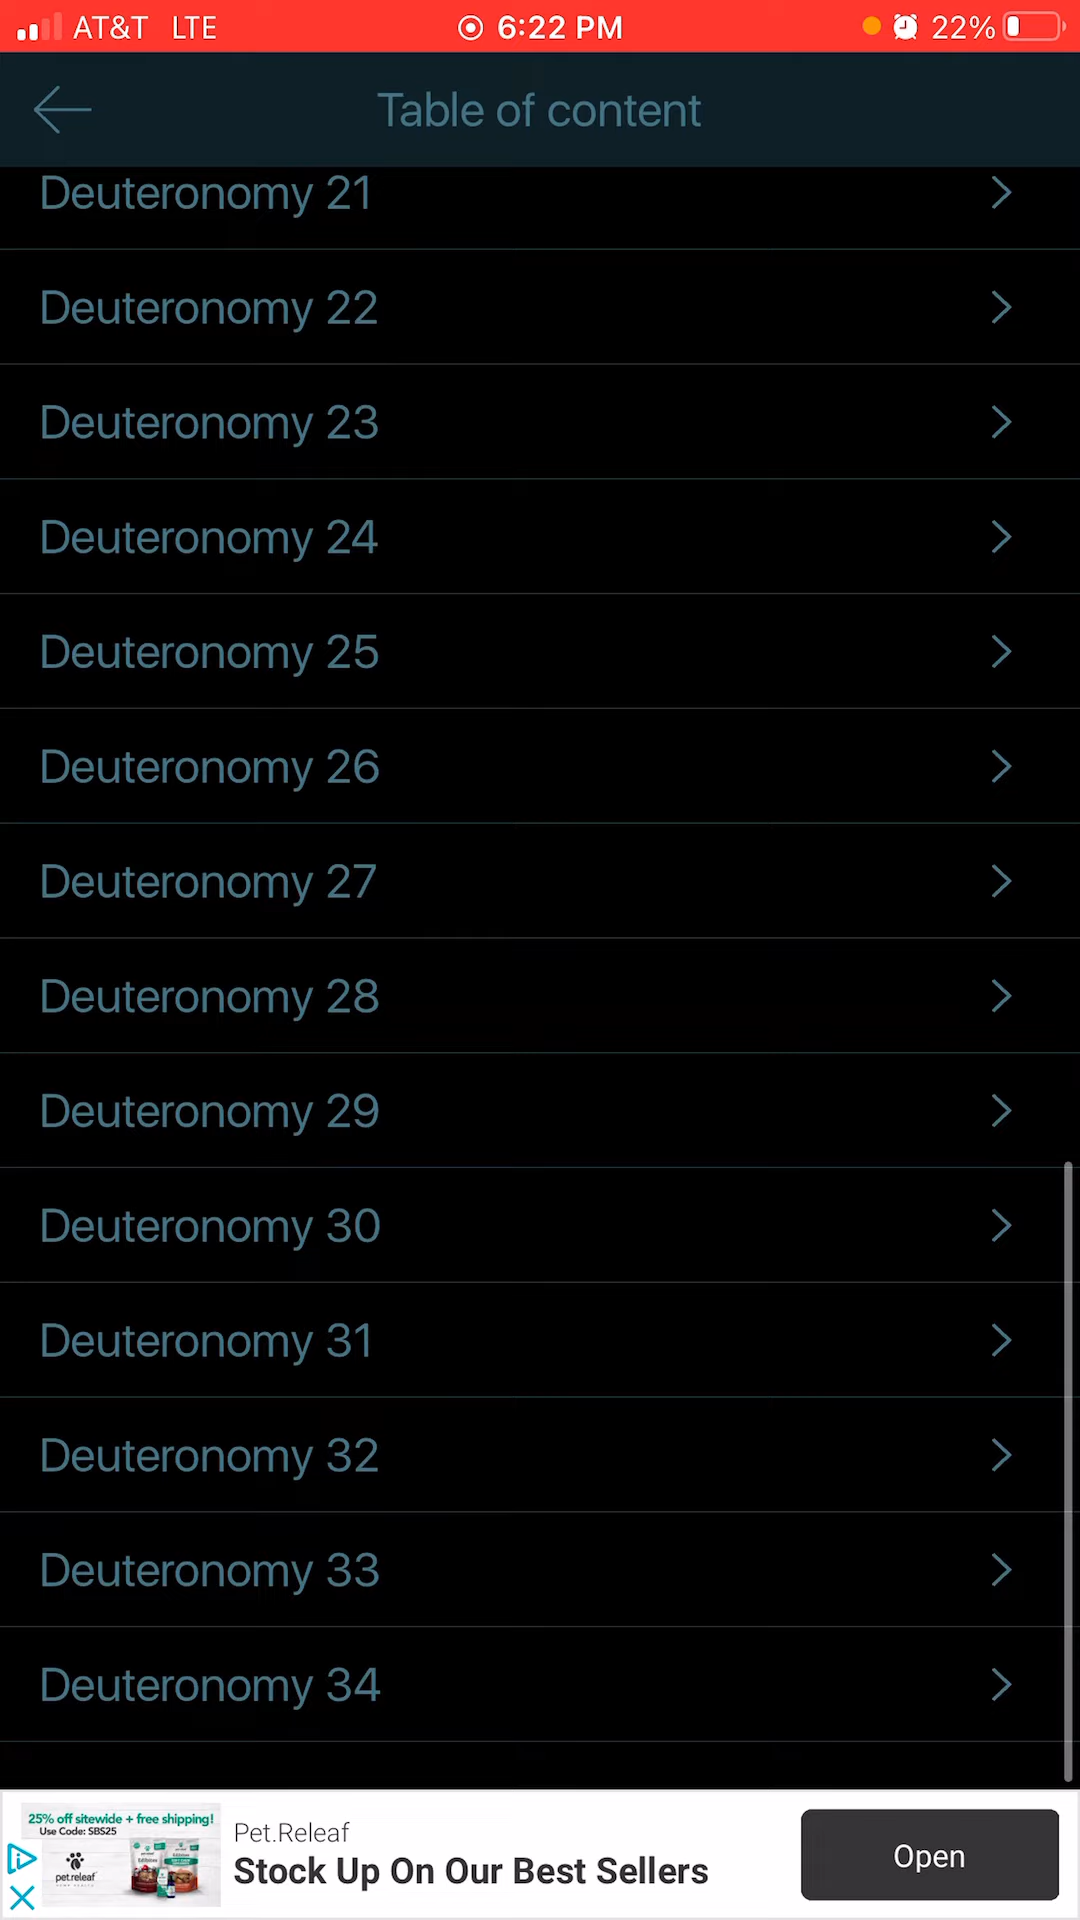 AT&T LTE 6:22 PM 22%
Table of content
Deuteronomy 21
Deuteronomy 22
Deuteronomy 23
Deuteronomy 24
Deuteronomy 25
Deuteronomy 26
Deuteronomy 27
Deuteronomy 28
Deuteronomy 29
Deuteronomy 30
Deuteronomy 31
Deuteronomy 32
Deuteronomy 33
Deuteronomy 34
25% off sitewide + free shipping!
Use Code: SBS25
pet releaf
Pet.Releaf
Stock Up On Our Best Sellers
Open